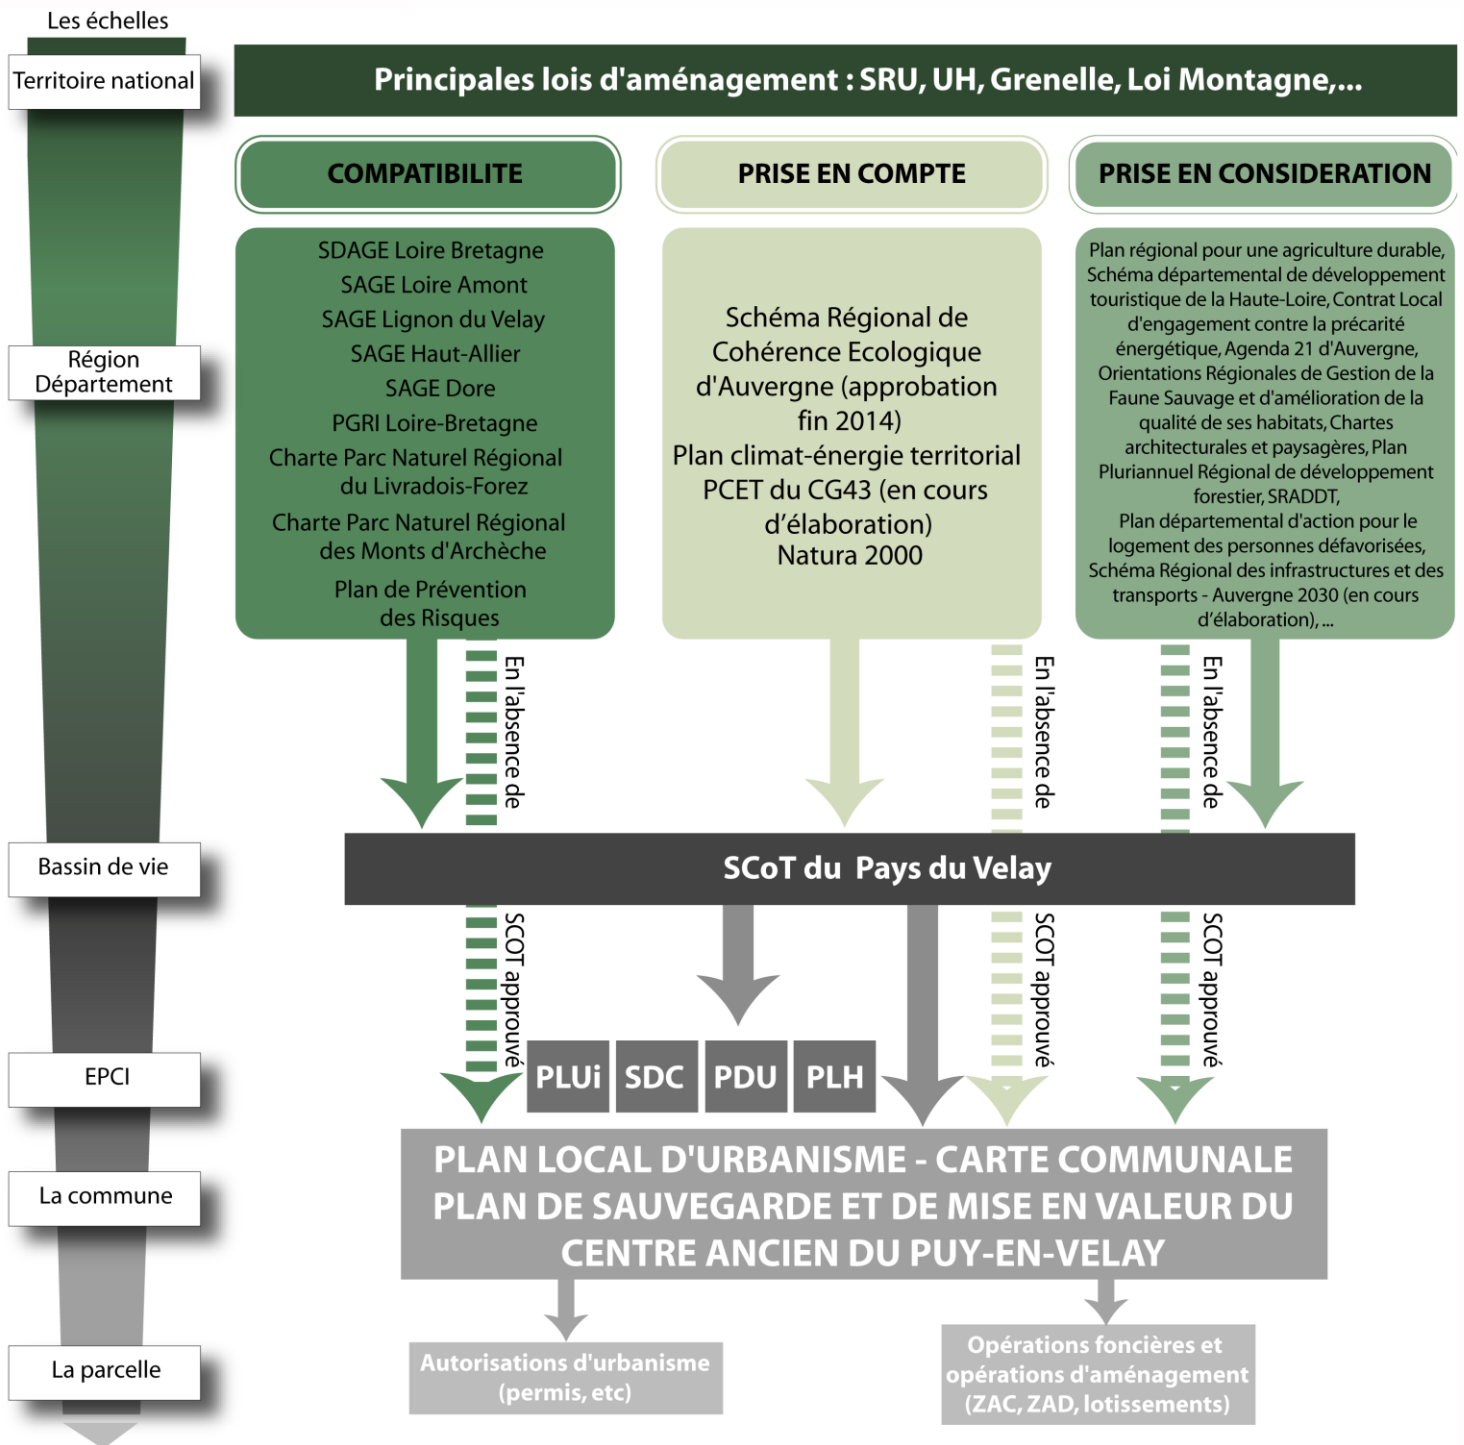 Les échelles
Territoire national
Principales lois d'aménagement : SRU, UH, Grenelle, Loi Montagne,...
COMPATIBILITE
SDAGE Loire Bretagne
SAGE Loire Amont
SAGE Lignon du Velay
SAGE Haut-Allier
SAGE Dore
PGRI Loire-Bretagne
Charte Parc Naturel Régional
du Livradois-Forez
Charte Parc Naturel Régional
des Monts d'Archèche
Plan de Prévention
des Risques
PRISE EN COMPTE
Schéma Régional de
Cohérence Ecologique
d'Auvergne (approbation
fin 2014)
Plan climat-énergie territorial
PCET du CG43 (en cours
d’élaboration)
Natura 2000
PRISE EN CONSIDERATION
Plan régional pour une agriculture durable,
Schéma départemental de développement
touristique de la Haute-Loire, Contrat Local
d'engagement contre la précarité
énergétique, Agenda 21 d'Auvergne,
Orientations Régionales de Gestion de la
Faune Sauvage et d'amélioration de la
qualité de ses habitats, Chartes
architecturales et paysagères, Plan
Pluriannuel Régional de développement
forestier, SRADDT,
Plan départemental d'action pour le
logement des personnes défavorisées,
Schéma Régional des infrastructures et des
transports - Auvergne 2030 (en cours
d’élaboration), ...
Région
Département
En l'absence de
En l'absence de
En l'absence de
Bassin de vie
SCoT du Pays du Velay
SCOT approuvé
SCOT approuvé
SCOT approuvé
EPCI
PLUi
SDC
PDU
PLH
La commune
PLAN LOCAL D'URBANISME - CARTE COMMUNALE
PLAN DE SAUVEGARDE ET DE MISE EN VALEUR DU
CENTRE ANCIEN DU PUY-EN-VELAY
La parcelle
Autorisations d'urbanisme
(permis, etc)
Opérations foncières et
opérations d'aménagement
(ZAC, ZAD, lotissements)